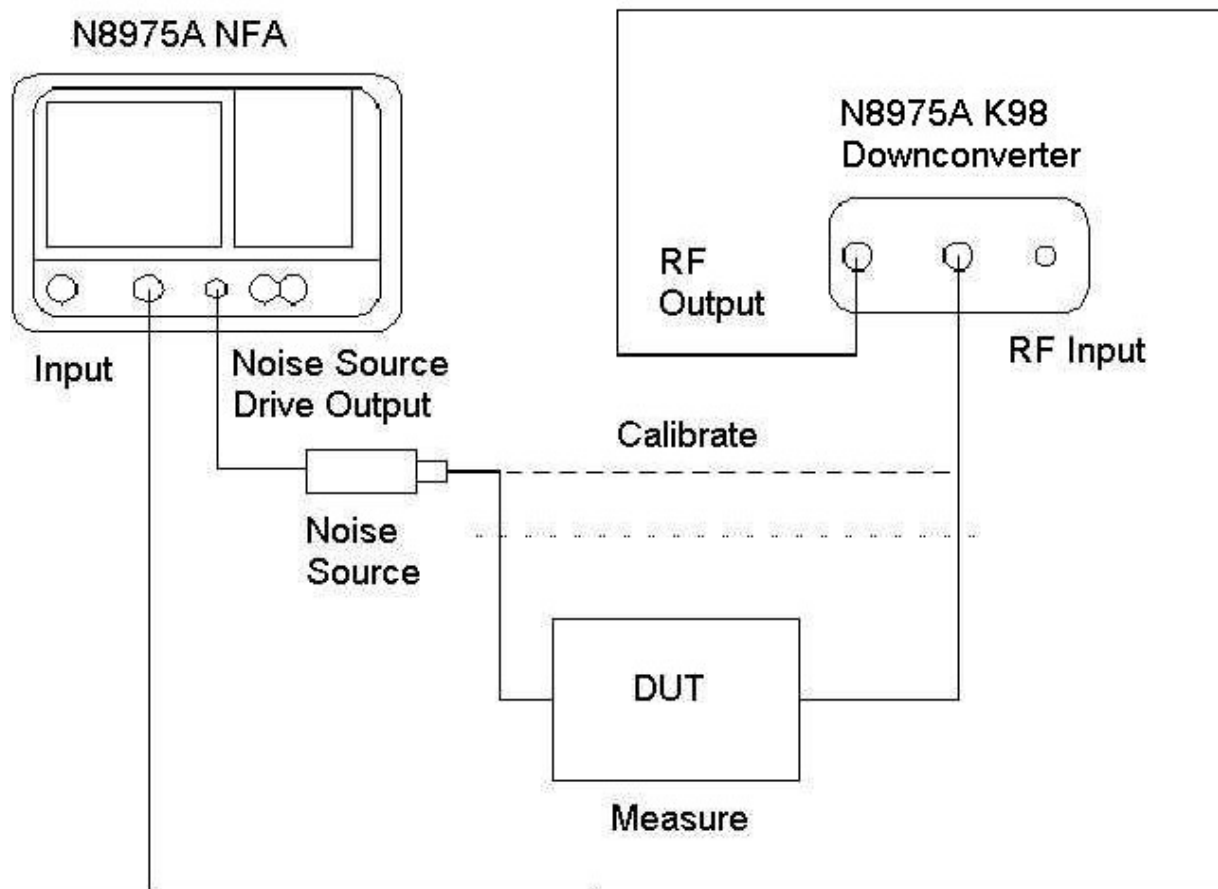 N8975A NFA
N8975A K98
Downconverter
RF
Output
RF Input
Input
Noise Source
Drive Output
Calibrate
Noise
Source
DUT
Measure